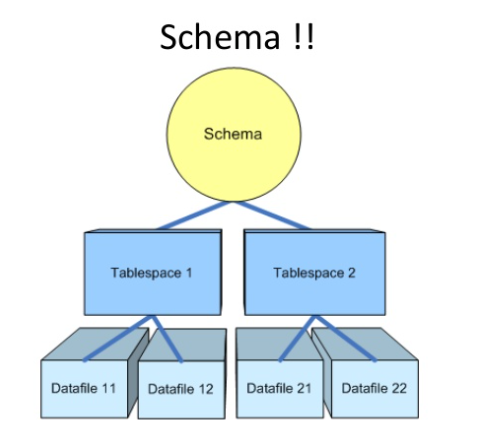 Schema !!
Schema
Tablespace 1
Tablespace 2
Datafile 11
Datafile 12
Datafile 21
Datafile 22